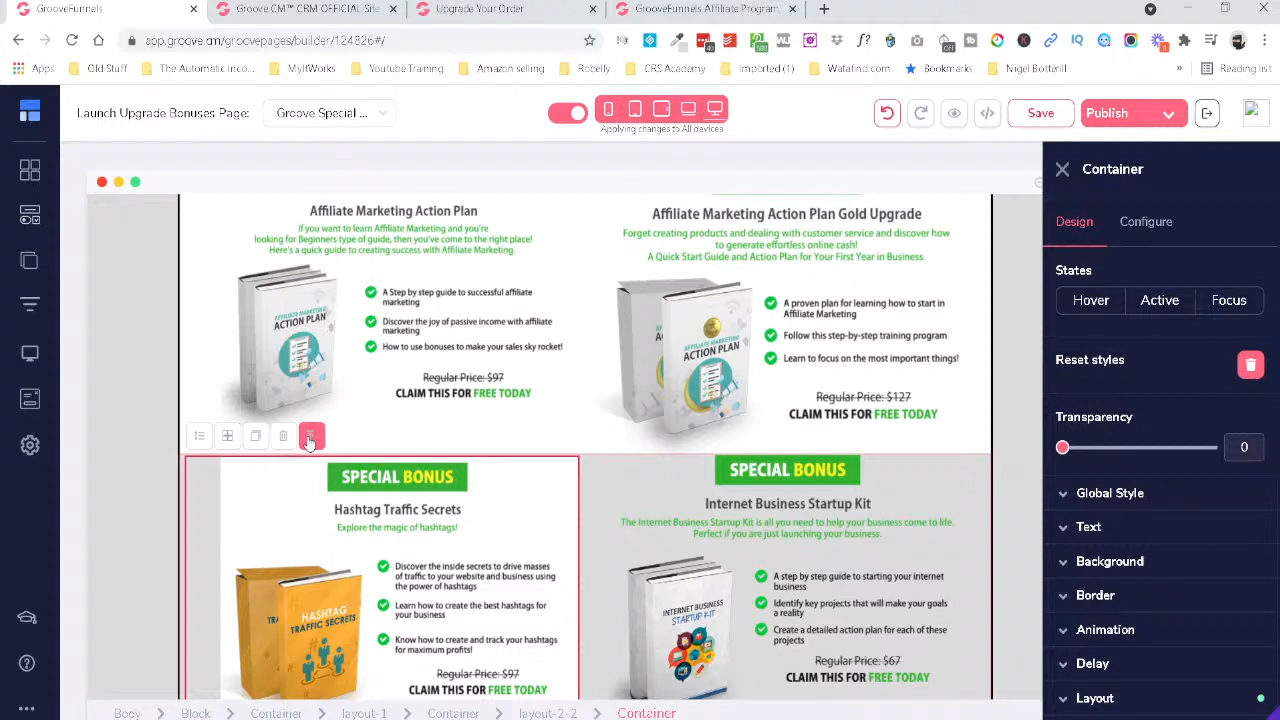 GrooveFunnels
Groove.CM™ CRM OFFICIAL Site
Upgrade Your Order
GrooveFunnels Affiliate Program,
app.groove.cm/groovepages/builder/124826#/
Apps
Old Stuff
The Automatic Inco...
MyItWorks
Youtube Training
Amazon selling
Robelly
CRS Academy
Imported (1)
Watafind.com
Bookmarks
Nigel Botterill
»
Reading list
Launch Upgrade Bonuses Page:
Groove Special ...
Applying changes to All devices
Save
Publish
Container
Design
Configure
States
Hover
Active
Focus
Reset styles
Transparency
0
Global Style
Text
Background
Border
Animation
Delay
Layout
Affiliate Marketing Action Plan
If you want to learn Affiliate Marketing and you're
looking for Beginners type of guide, then you've come to the right place!
Here's a quick guide to creating success with Affiliate Marketing.
AFFILIATE MARKETING
ACTION PLAN
A Step by step guide to successful affiliate
marketing
Discover the joy of passive income with affiliate
marketing
How to use bonuses to make your sales sky rocket!
Regular Price: $97
CLAIM THIS FOR FREE TODAY
Affiliate Marketing Action Plan Gold Upgrade
Forget creating products and dealing with customer service and discover how
to generate effortless online cash!
A Quick Start Guide and Action Plan for Your First Year in Business.
AFFILIATE MARKETING
ACTION PLAN
A proven plan for learning how to start in
Affiliate Marketing
Follow this step-by-step training program
Learn to focus on the most important things!
Regular Price: $127
CLAIM THIS FOR FREE TODAY
SPECIAL BONUS
Hashtag Traffic Secrets
Explore the magic of hashtags!
HASHTAG
TRAFFIC SECRETS
Discover the inside secrets to drive masses
of traffic to your website and business using
the power of hashtags
Learn how to create the best hashtags for
your business
Know how to create and track your hashtags
for maximum profits!
Regular Price: $97
CLAIM THIS FOR FREE TODAY
SPECIAL BONUS
Internet Business Startup Kit
The Internet Business Startup Kit is all you need to help your business come to life.
Perfect if you are just launching your business.
INTERNET BUSINESS
STARTUP KIT
A step by step guide to starting your internet
business
Identify key projects that will make your goals
a reality
Create a detailed action plan for each of these
projects
Regular Price: $67
CLAIM THIS FOR FREE TODAY
Body
Block
Container
layout-1
Container
layout-2-2
Container